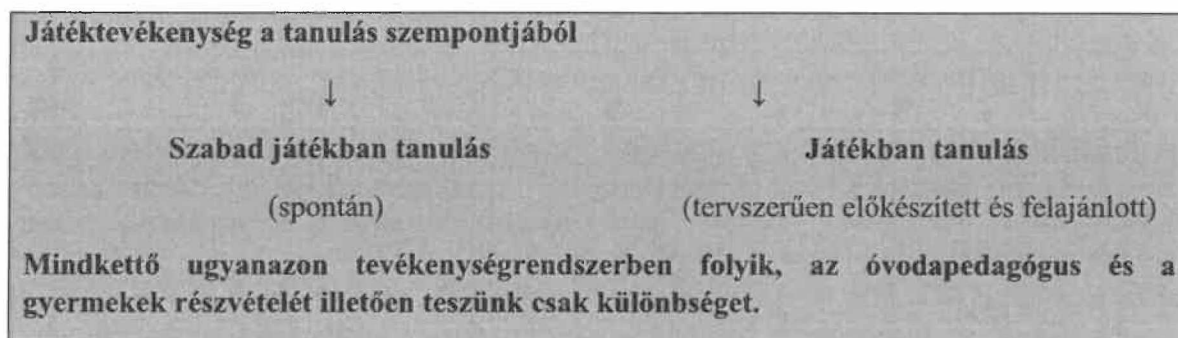 Játéktevékenység a tanulás szempontjából
↓ ↓
Szabad játékban tanulás Játékban tanulás
(spontán) (tervszerűen előkészített és felajánlott)
Mindkettő ugyanazon tevékenységrendszerben folyik, az óvodapedagógus és a
gyermekek részvételét illetően teszünk csak különbséget.